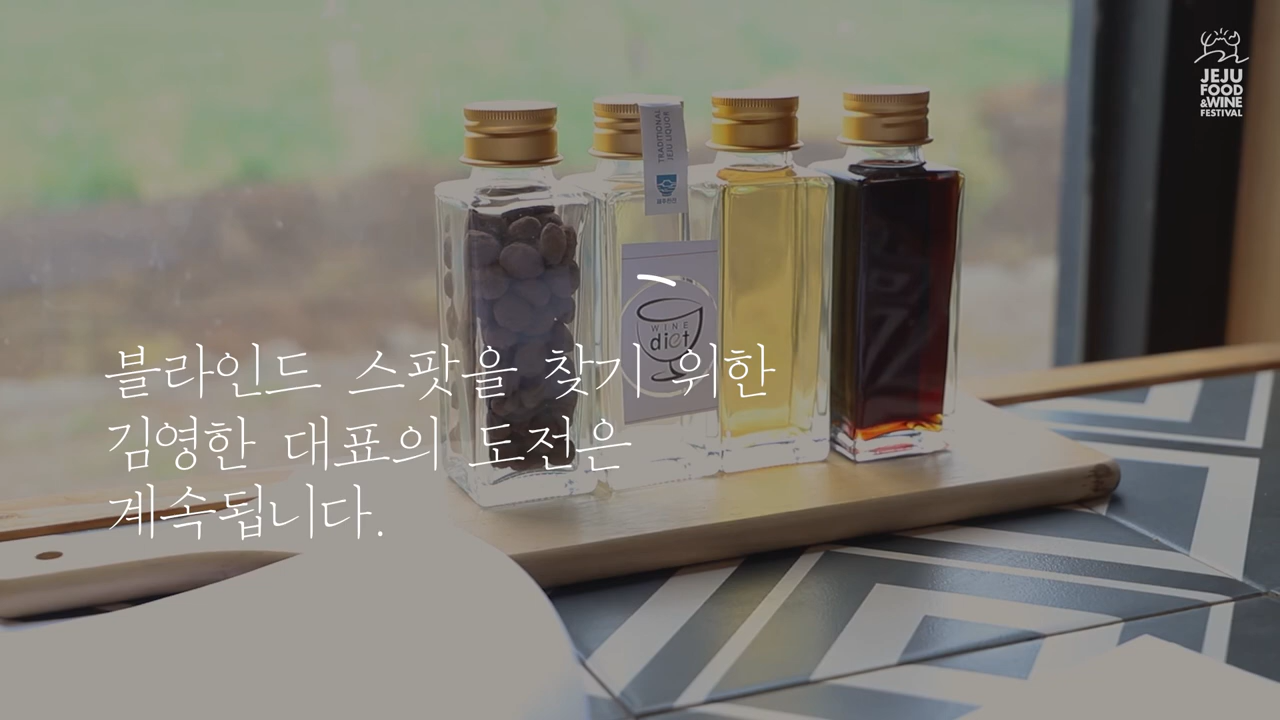 JEJU
FOOD
&WINE
FESTIVAL
TRADITIONAL
JEJU LIQUOR
WINE
diet
블라인드 스팟을 찾기 위한
김영한 대표의 도전은
계속됩니다.